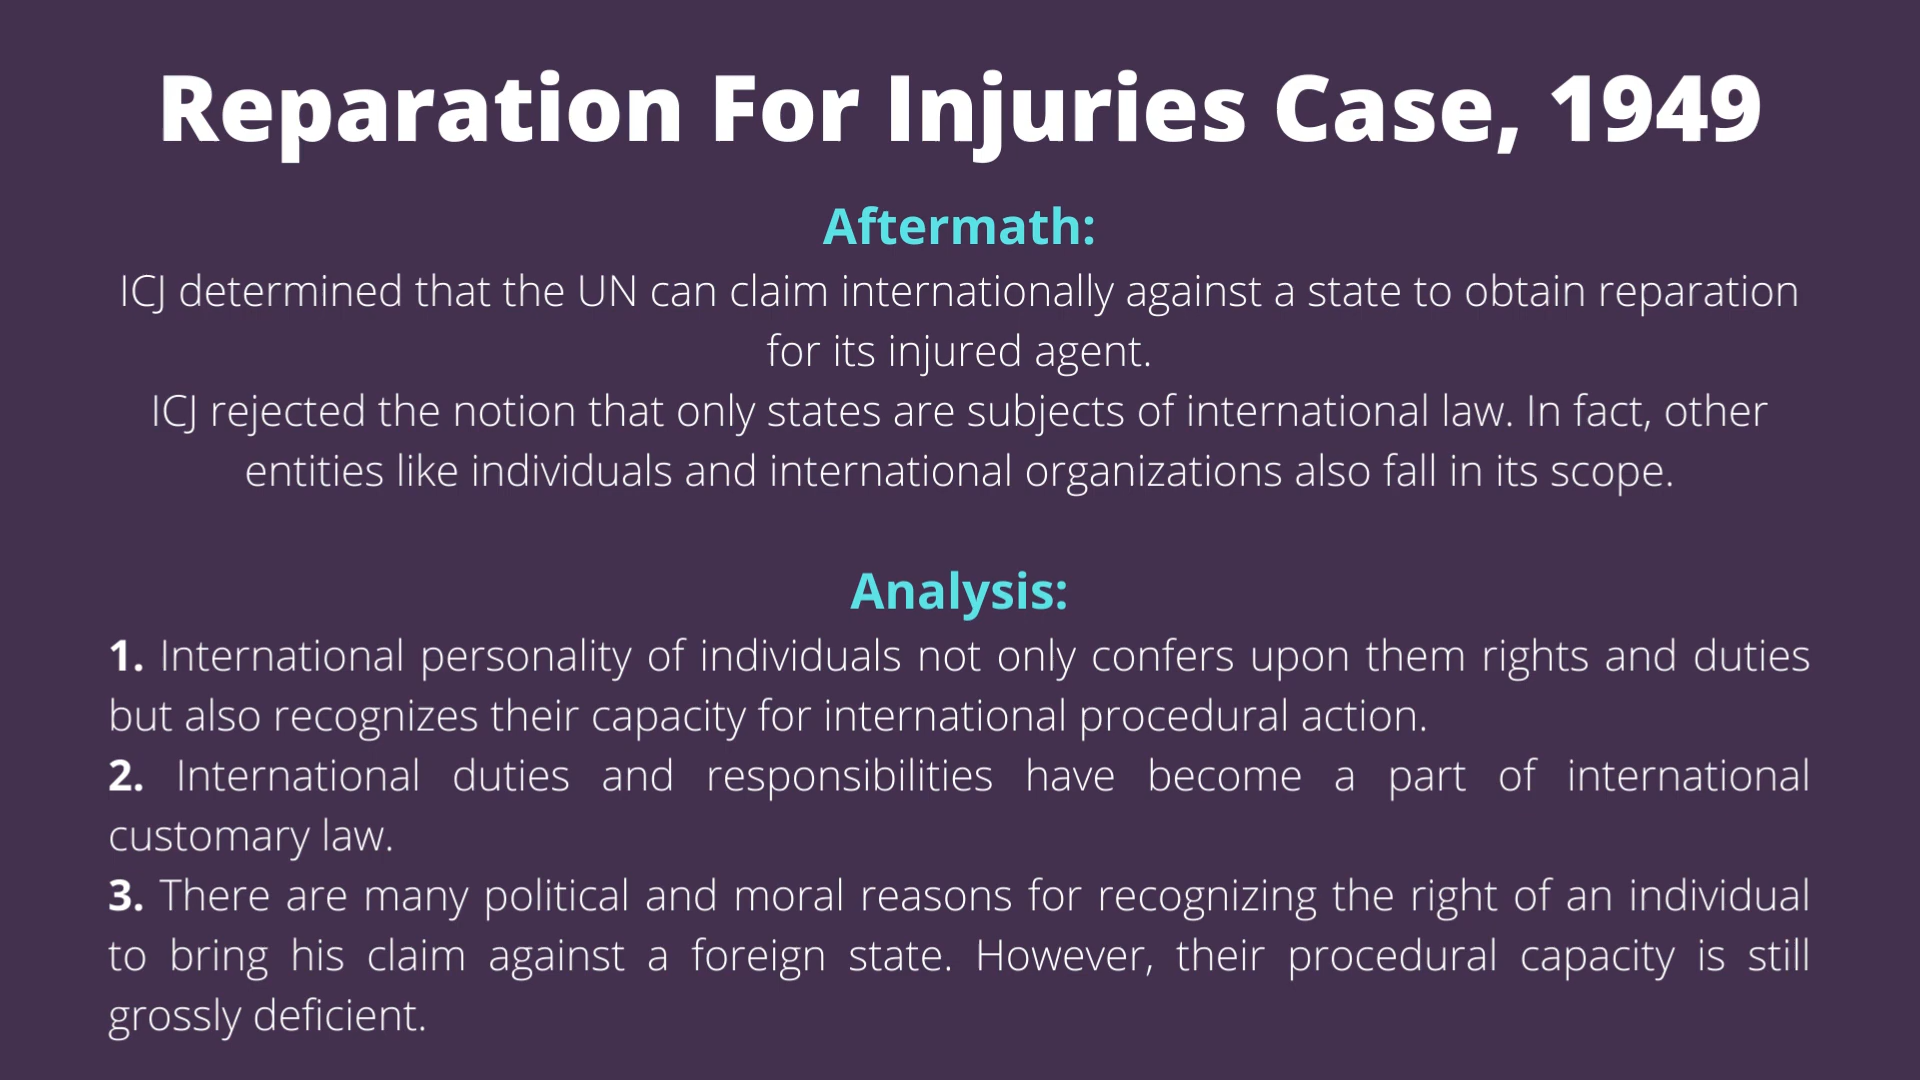 Reparation For Injuries Case, 1949
Aftermath:
ICJ determined that the UN can claim internationally against a state to obtain reparation
for its injured agent.
ICJ rejected the notion that only states are subjects of international law. In fact, other
entities like individuals and international organizations also fall in its scope.
Analysis:
1. International personality of individuals not only confers upon them rights and duties
but also recognizes their capacity for international procedural action.
2. International duties and responsibilities have become a part of international
customary law.
3. There are many political and moral reasons for recognizing the right of an individual
to bring his claim against a foreign state. However, their procedural capacity is still
grossly deficient.